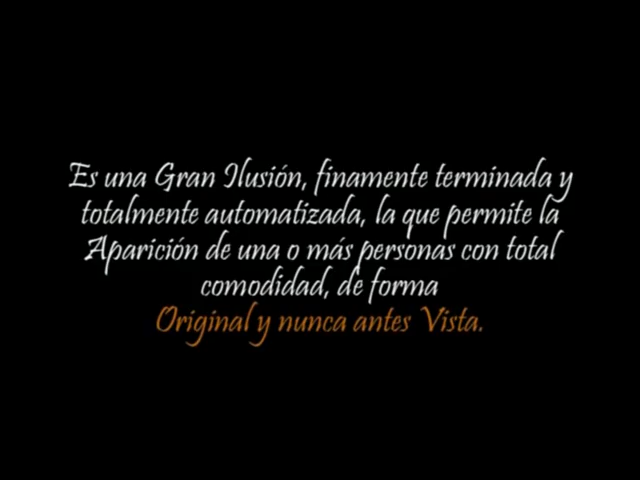 Es una Gran Ilusión, finamente terminada y
totalmente automatizada, la que permite la
Aparición de una o más personas con total
comodidad, de forma
Original y nunca antes Vista.